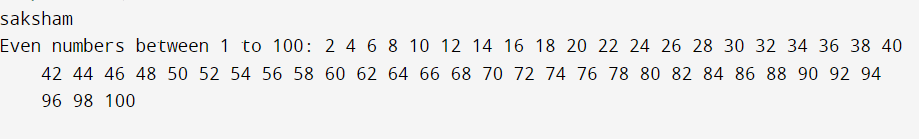 saksham
Even numbers between 1 to 100: 2 4 6 8 10 12 14 16 18 20 22 24 26 28 30 32 34 36 38 40
42 44 46 48 50 52 54 56 58 60 62 64 66 68 70 72 74 76 78 80 82 84 86 88 90 92 94
96 98 100